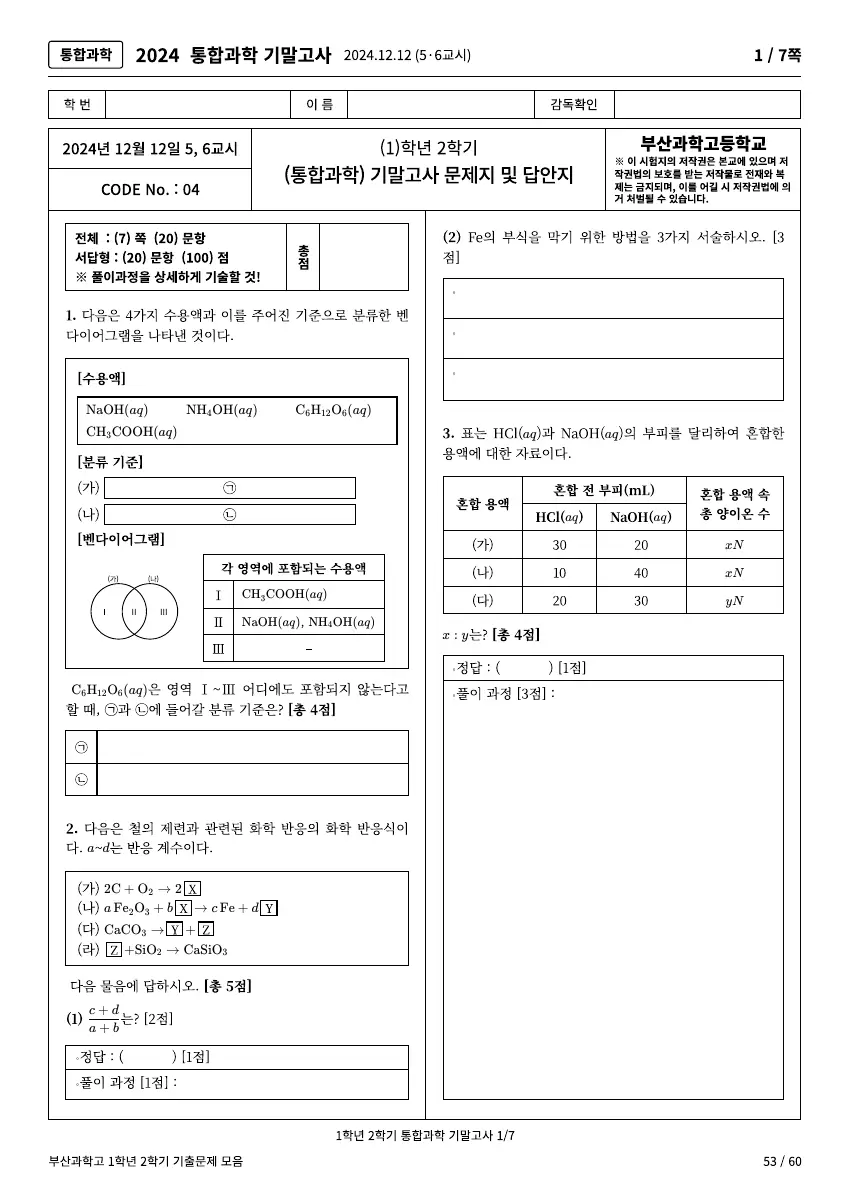 통합과학 2024 통합과학 기말고사 2024.12.12 (5·6교시) 1 / 7쪽
학 번 이 름 감독확인
2024년 12월 12일 5, 6교시
CODE No. : 04
(1)학년 2학기
(통합과학) 기말고사 문제지 및 답안지
부산과학고등학교
※ 이 시험지의 저작권은 본교에 있으며 저
작권법의 보호를 받는 저작물로 전재와 복
제는 금지되며, 이를 어길 시 저작권법에 의
거 처벌될 수 있습니다.
전체 : (7) 쪽 (20) 문항
서답형 : (20) 문항 (100) 점
※ 풀이과정을 상세하게 기술할 것!
총점
1. 다음은 4가지 수용액과 이를 주어진 기준으로 분류한 벤
다이어그램을 나타낸 것이다.
[수용액]
NaOH(aq) NH₄OH(aq) C₆H₁₂O₆(aq)
CH₃COOH(aq)
[분류 기준]
(가) ㉠
(나) ㉡
[벤다이어그램]
(가) (나)
Ⅰ Ⅱ Ⅲ
각 영역에 포함되는 수용액
Ⅰ CH₃COOH(aq)
Ⅱ NaOH(aq), NH₄OH(aq)
Ⅲ –
C₆H₁₂O₆(aq)은 영역 Ⅰ~Ⅲ 어디에도 포함되지 않는다고
할 때, ㉠과 ㉡에 들어갈 분류 기준은? [총 4점]
㉠
㉡
2. 다음은 철의 제련과 관련된 화학 반응의 화학 반응식이
다. a~d는 반응 계수이다.
(가) 2C + O₂ → 2 X
(나) a Fe₂O₃ + b X → c Fe + d Y
(다) CaCO₃ → Y + Z
(라) Z +SiO₂ → CaSiO₃
다음 물음에 답하시오. [총 5점]
(1) (c + d)/(a + b)는? [2점]
◦정답 : ( ) [1점]
◦풀이 과정 [1점] :
(2) Fe의 부식을 막기 위한 방법을 3가지 서술하시오. [3
점]
◦
◦
◦
3. 표는 HCl(aq)과 NaOH(aq)의 부피를 달리하여 혼합한
용액에 대한 자료이다.
혼합 용액 혼합 전 부피(mL) 혼합 용액 속
총 양이온 수
HCl(aq) NaOH(aq)
(가) 30 20 xN
(나) 10 40 xN
(다) 20 30 yN
x : y는? [총 4점]
◦정답 : ( ) [1점]
◦풀이 과정 [3점] :
1학년 2학기 통합과학 기말고사 1/7
부산과학고 1학년 2학기 기출문제 모음 53 / 60